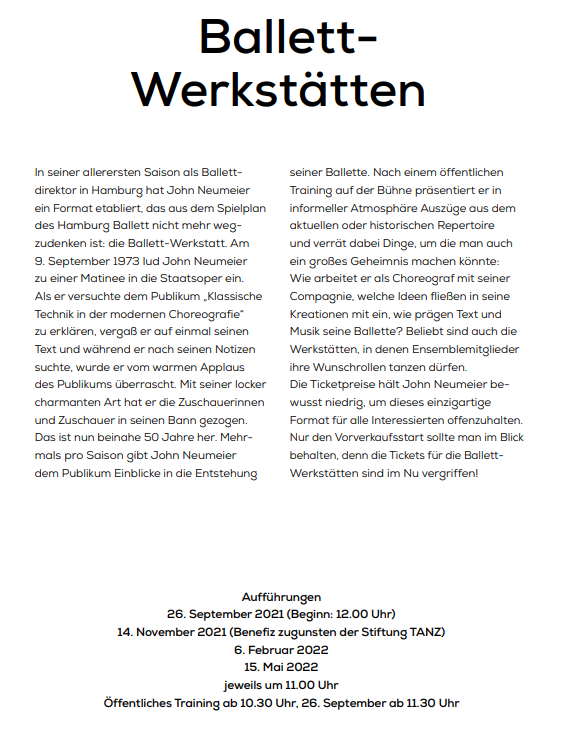 Ballett-
Werkstätten
In seiner allerersten Saison als Ballett-
direktor in Hamburg hat John Neumeier
ein Format etabliert, das aus dem Spielplan
des Hamburg Ballett nicht mehr weg-
zudenken ist: die Ballett-Werkstatt. Am
9. September 1973 lud John Neumeier
zu einer Matinee in die Staatsoper ein.
Als er versuchte dem Publikum „Klassische
Technik in der modernen Choreografie“
zu erklären, vergaß er auf einmal seinen
Text und während er nach seinen Notizen
suchte, wurde er vom warmen Applaus
des Publikums überrascht. Mit seiner locker
charmanten Art hat er die Zuschauerinnen
und Zuschauer in seinen Bann gezogen.
Das ist nun beinahe 50 Jahre her. Mehr-
mals pro Saison gibt John Neumeier
dem Publikum Einblicke in die Entstehung
seiner Ballette. Nach einem öffentlichen
Training auf der Bühne präsentiert er in
informeller Atmosphäre Auszüge aus dem
aktuellen oder historischen Repertoire
und verrät dabei Dinge, um die man auch
ein großes Geheimnis machen könnte:
Wie arbeitet er als Choreograf mit seiner
Compagnie, welche Ideen fließen in seine
Kreationen mit ein, wie prägen Text und
Musik seine Ballette? Beliebt sind auch die
Werkstätten, in denen Ensemblemitglieder
ihre Wunschrollen tanzen dürfen.
Die Ticketpreise hält John Neumeier be-
wusst niedrig, um dieses einzigartige
Format für alle Interessierten offenzuhalten.
Nur den Vorverkaufsstart sollte man im Blick
behalten, denn die Tickets für die Ballett-
Werkstätten sind im Nu vergriffen!
Aufführungen
26. September 2021 (Beginn: 12.00 Uhr)
14. November 2021 (Benefiz zugunsten der Stiftung TANZ)
6. Februar 2022
15. Mai 2022
jeweils um 11.00 Uhr
Öffentliches Training ab 10.30 Uhr, 26. September ab 11.30 Uhr